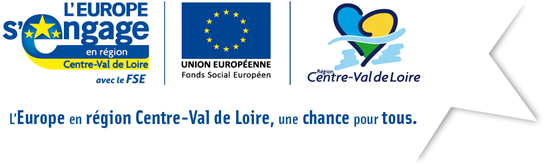 L'EUROPE
s'engage
en région
Centre-Val de Loire
avec le FSE
UNION EUROPÉENNE
Fonds Social Européen
Région
Centre-Val de Loire
L'Europe en région Centre-Val de Loire, une chance pour tous.